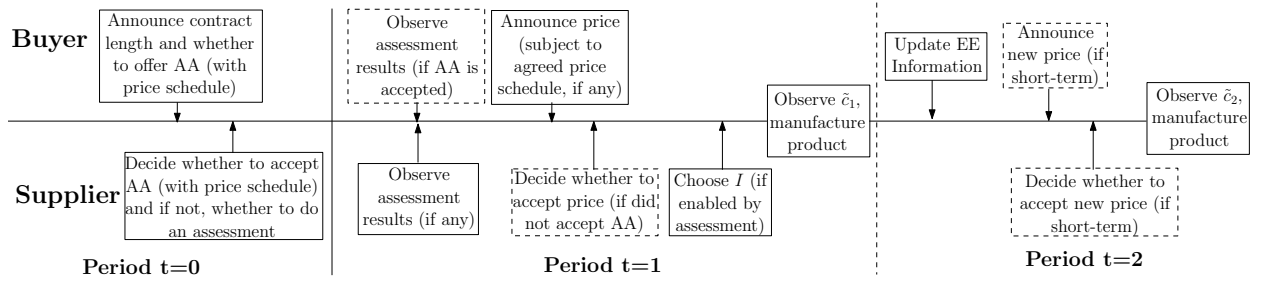 Buyer
Announce contract
length and whether
to offer AA (with
price schedule)
Observe
assessment
results (if AA is
accepted)
Announce price
(subject to
agreed price
schedule, if any)
Update EE
Information
Announce
new price (if
short-term)
Observe c̃₁,
manufacture
product
Observe c̃₂,
manufacture
product
Supplier
Decide whether to accept
AA (with price schedule)
and if not, whether to do
an assessment
Observe
assessment
results (if any)
Decide whether to
accept price (if did
not accept AA)
Choose I (if
enabled by
assessment)
Decide whether to
accept new price (if
short-term)
Period t=0
Period t=1
Period t=2